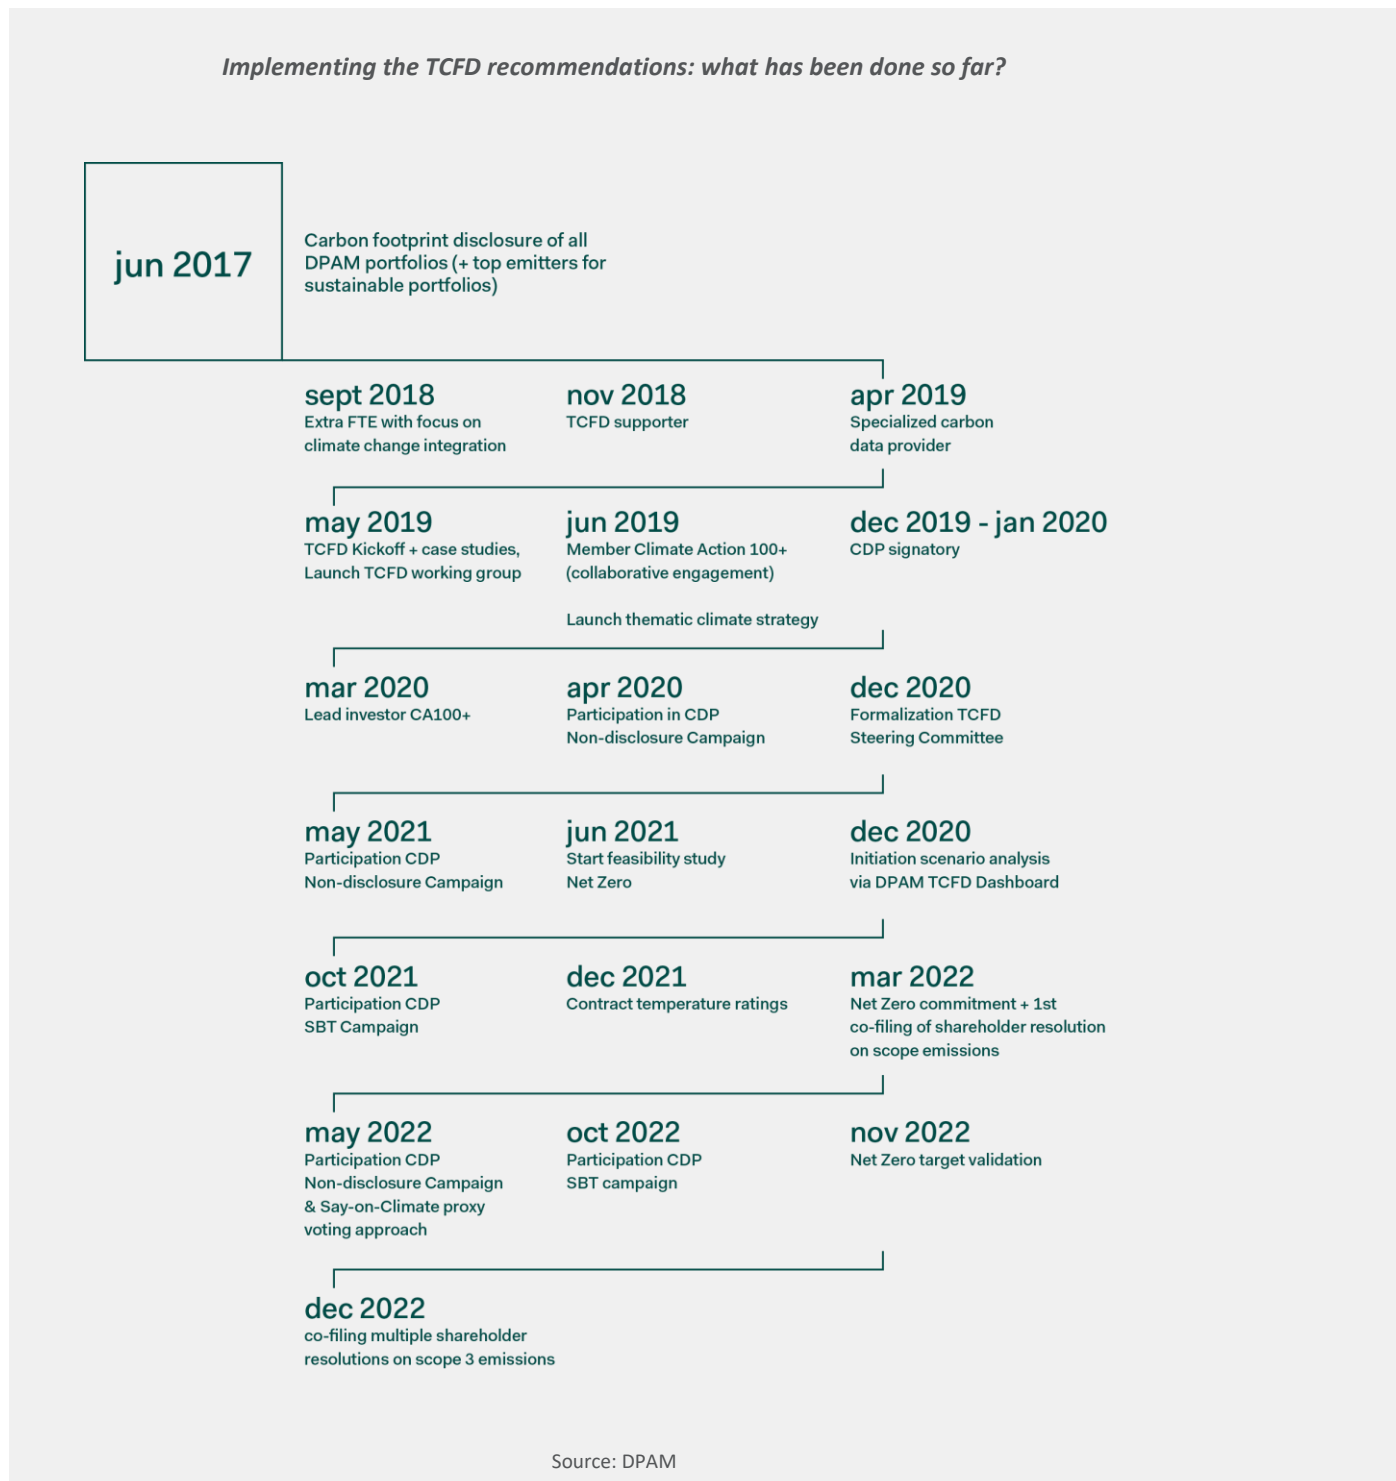 Implementing the TCFD recommendations: what has been done so far?
jun 2017
Carbon footprint disclosure of all
DPAM portfolios (+ top emitters for
sustainable portfolios)
sept 2018
Extra FTE with focus on
climate change integration
nov 2018
TCFD supporter
apr 2019
Specialized carbon
data provider
may 2019
TCFD Kickoff + case studies,
Launch TCFD working group
jun 2019
Member Climate Action 100+
(collaborative engagement)
Launch thematic climate strategy
dec 2019 - jan 2020
CDP signatory
mar 2020
Lead investor CA100+
apr 2020
Participation in CDP
Non-disclosure Campaign
dec 2020
Formalization TCFD
Steering Committee
may 2021
Participation CDP
Non-disclosure Campaign
jun 2021
Start feasibility study
Net Zero
dec 2020
Initiation scenario analysis
via DPAM TCFD Dashboard
oct 2021
Participation CDP
SBT Campaign
dec 2021
Contract temperature ratings
mar 2022
Net Zero commitment + 1st
co-filing of shareholder resolution
on scope emissions
may 2022
Participation CDP
Non-disclosure Campaign
& Say-on-Climate proxy
voting approach
oct 2022
Participation CDP
SBT campaign
nov 2022
Net Zero target validation
dec 2022
co-filing multiple shareholder
resolutions on scope 3 emissions
Source: DPAM